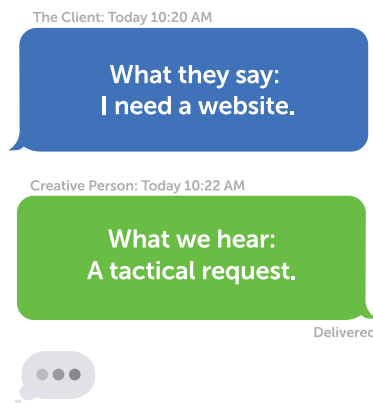 The Client: Today 10:20 AM
What they say:
I need a website.
Creative Person: Today 10:22 AM
What we hear:
A tactical request.
Delivered